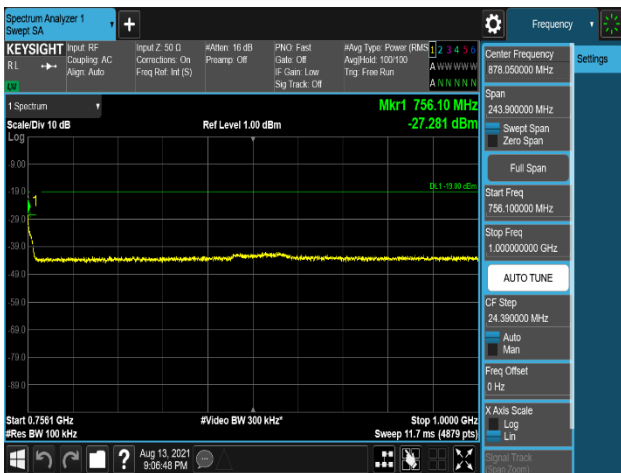 Spectrum Analyzer 1
Swept SA
Frequency
KEYSIGHT
RL
Input: RF
Coupling: AC
Align: Auto
Input Z: 50 Ω
Corrections: On
Freq Ref: Int (S)
#Atten: 16 dB
Preamp: Off
PNO: Fast
Gate: Off
IF Gain: Low
Sig Track: Off
#Avg Type: Power (RMS
Avg|Hold: 100/100
Trig: Free Run
1 2 3 4 5 6
A W W W W W
A N N N N N
1 Spectrum
Scale/Div 10 dB
Log
Ref Level 1.00 dBm
Mkr1 756.10 MHz
-27.281 dBm
-9.00
-19.0
-29.0
-39.0
-49.0
-59.0
-69.0
-79.0
-89.0
1
DL1 -19.00 dBm
Start 0.7561 GHz
#Res BW 100 kHz
#Video BW 300 kHz*
Stop 1.0000 GHz
Sweep 11.7 ms (4879 pts)
Aug 13, 2021
9:06:48 PM
Center Frequency
878.050000 MHz
Settings
Span
243.900000 MHz
Swept Span
Zero Span
Full Span
Start Freq
756.100000 MHz
Stop Freq
1.000000000 GHz
AUTO TUNE
CF Step
24.390000 MHz
Auto
Man
Freq Offset
0 Hz
X Axis Scale
Log
Lin
Signal Track
(Span Zoom)